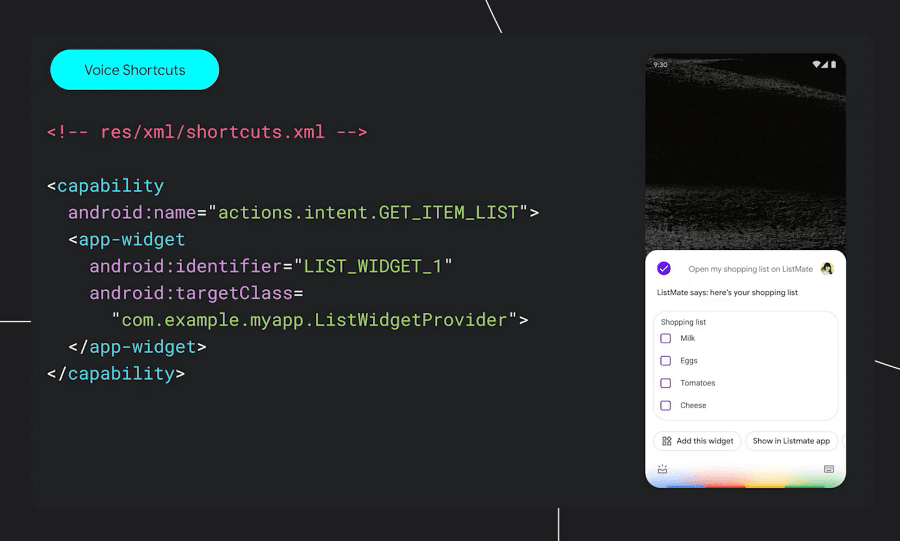 Voice Shortcuts
<!-- res/xml/shortcuts.xml -->
<capability
android:name="actions.intent.GET_ITEM_LIST">
<app-widget
android:identifier="LIST_WIDGET_1"
android:targetClass=
"com.example.myapp.ListWidgetProvider">
</app-widget>
</capability>
9:30
Open my shopping list on ListMate
ListMate says: here's your shopping list
Shopping list
Milk
Eggs
Tomatoes
Cheese
Add this widget
Show in Listmate app